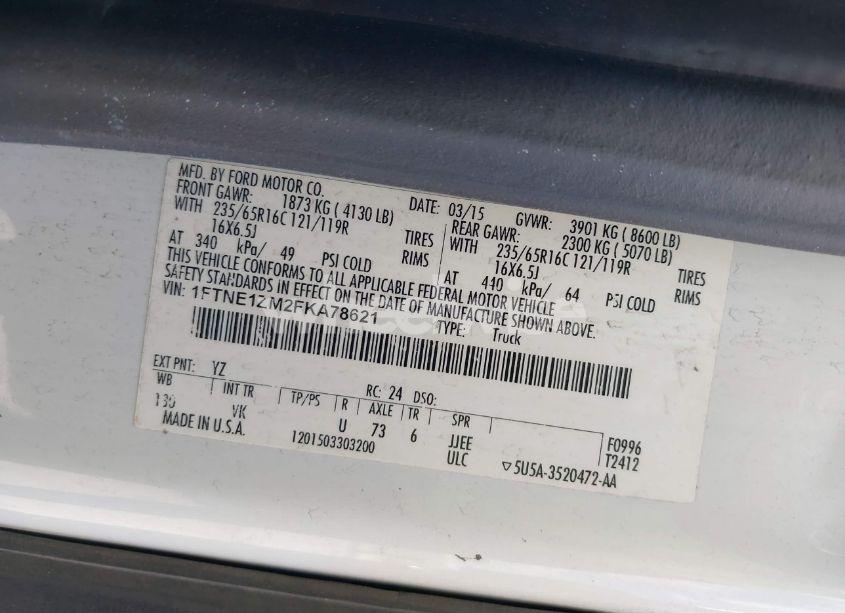 MFD. BY FORD MOTOR CO.
DATE: 03/15 GVWR: 3901 KG ( 8600 LB)
FRONT GAWR: 1873 KG ( 4130 LB) REAR GAWR: 2300 KG ( 5070 LB)
WITH 235/65R16C 121/119R TIRES WITH 235/65R16C 121/119R TIRES
16X6.5J RIMS 16X6.5J RIMS
AT 340 kPa/ 49 PSI COLD AT 440 kPa/ 64 PSI COLD
THIS VEHICLE CONFORMS TO ALL APPLICABLE FEDERAL MOTOR VEHICLE
SAFETY STANDARDS IN EFFECT ON THE DATE OF MANUFACTURE SHOWN ABOVE.
VIN: 1FTNE1ZM2FKA78621
TYPE: Truck
EXT PNT: YZ RC: 24 DSO:
WB INT TR TP/PS R AXLE TR SPR
130 VK U 73 6 JJEE F0996
MADE IN U.S.A. 1201503303200 ULC T2412
▽5U5A-3520472-AA